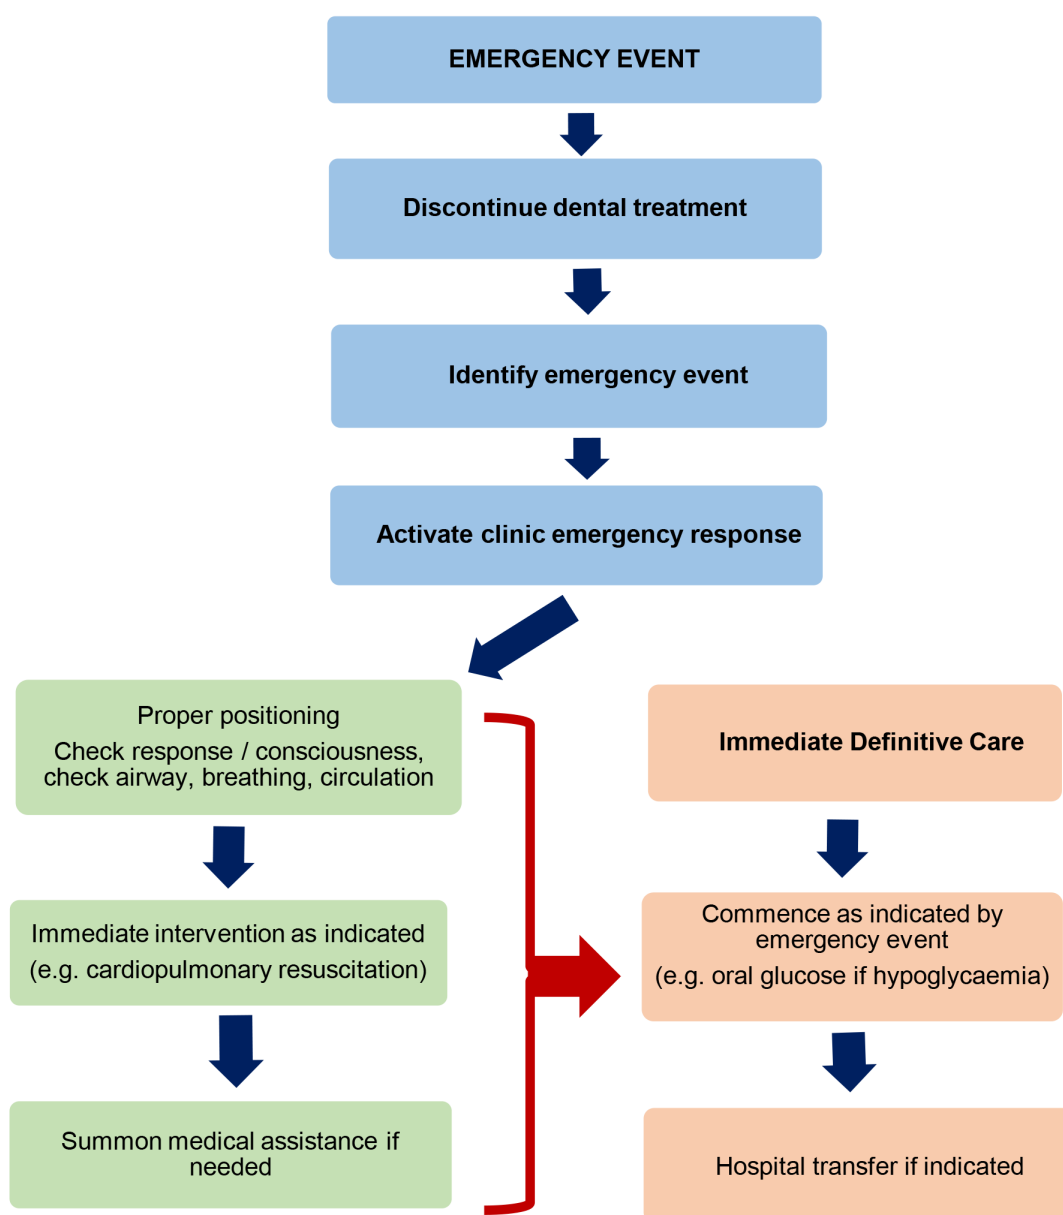 EMERGENCY EVENT
Discontinue dental treatment
Identify emergency event
Activate clinic emergency response
Proper positioning
Check response / consciousness,
check airway, breathing, circulation
Immediate intervention as indicated
(e.g. cardiopulmonary resuscitation)
Summon medical assistance if
needed
Immediate Definitive Care
Commence as indicated by
emergency event
(e.g. oral glucose if hypoglycaemia)
Hospital transfer if indicated